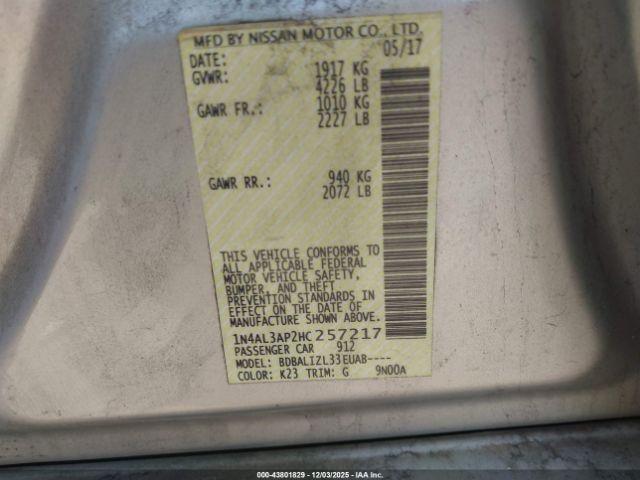 MFD BY NISSAN MOTOR CO., LTD.
DATE: 05/17
GVWR: 1917 KG
4226 LB
GAWR FR.: 1010 KG
2227 LB
GAWR RR.: 940 KG
2072 LB
THIS VEHICLE CONFORMS TO
ALL APPLICABLE FEDERAL
MOTOR VEHICLE SAFETY,
BUMPER, AND THEFT
PREVENTION STANDARDS IN
EFFECT ON THE DATE OF
MANUFACTURE SHOWN ABOVE.
1N4AL3AP2HC257217
PASSENGER CAR 912
MODEL: BDBALIZL33EUAB----
COLOR: K23 TRIM: G 9N00A
000-43801829 | 12/03/2025 - IAA, Inc.